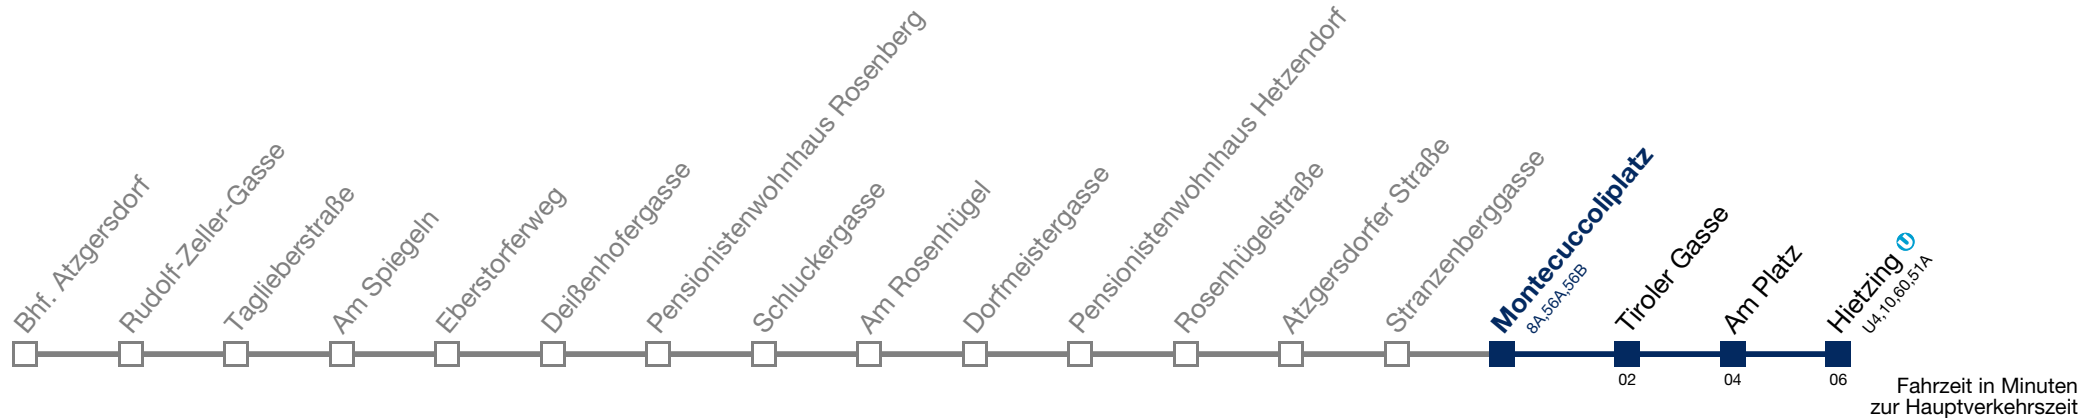 Bhf. Atzgersdorf
Rudolf-Zeller-Gasse
Taglieberstraße
Am Spiegeln
Eberstorferweg
Deißenhofergasse
Pensionistenwohnhaus Rosenberg
Schluckergasse
Am Rosenhügel
Dorfmeistergasse
Pensionistenwohnhaus Hetzendorf
Rosenhügelstraße
Atzgersdorfer Straße
Stranzenberggasse
Montecuccoliplatz
8A,56A,56B
Tiroler Gasse
Am Platz
Hietzing U
U4,10,60,51A
02
04
06
Fahrzeit in Minuten
zur Hauptverkehrszeit